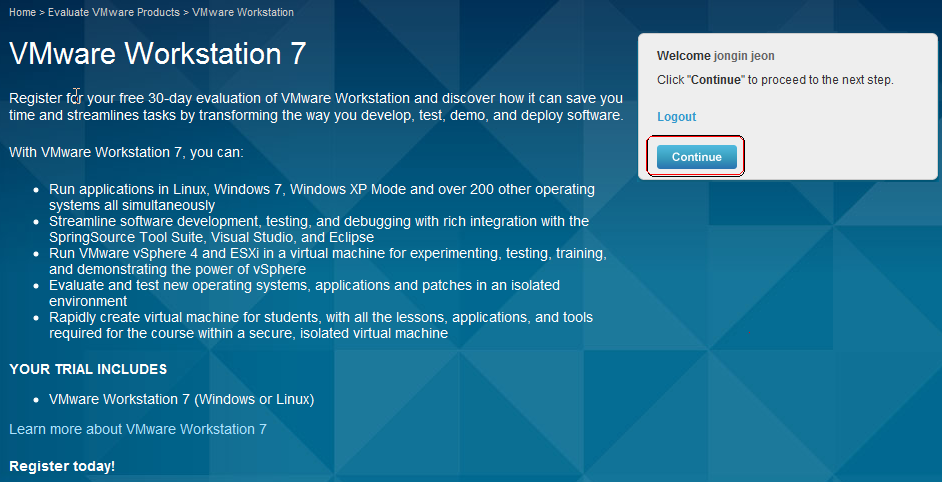 Home > Evaluate VMware Products > VMware Workstation
VMware Workstation 7
Register for your free 30-day evaluation of VMware Workstation and discover how it can save you
time and streamlines tasks by transforming the way you develop, test, demo, and deploy software.
With VMware Workstation 7, you can:
• Run applications in Linux, Windows 7, Windows XP Mode and over 200 other operating
systems all simultaneously
• Streamline software development, testing, and debugging with rich integration with the
SpringSource Tool Suite, Visual Studio, and Eclipse
• Run VMware vSphere 4 and ESXi in a virtual machine for experimenting, testing, training,
and demonstrating the power of vSphere
• Evaluate and test new operating systems, applications and patches in an isolated
environment
• Rapidly create virtual machine for students, with all the lessons, applications, and tools
required for the course within a secure, isolated virtual machine
YOUR TRIAL INCLUDES
• VMware Workstation 7 (Windows or Linux)
Learn more about VMware Workstation 7
Register today!
Welcome jongin jeon
Click "Continue" to proceed to the next step.
Logout
Continue